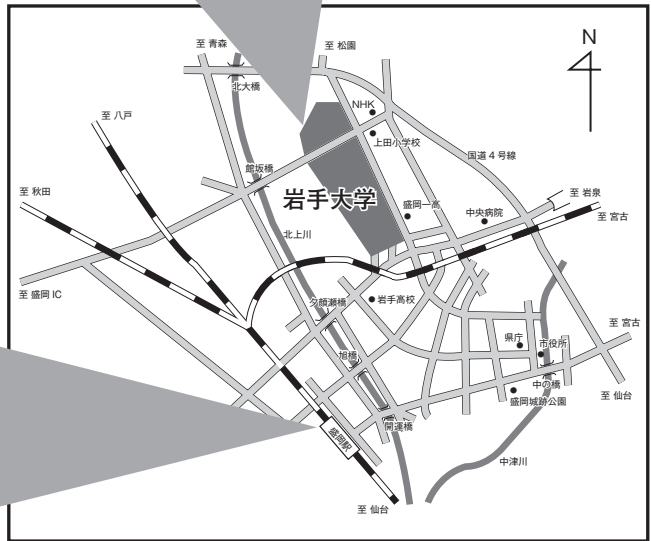 至 青森
至 松園
N
北大橋
NHK
至 八戸
上田小学校
国道 4 号線
館坂橋
至 秋田
岩手大学
盛岡一高
至 岩泉
中央病院
至 宮古
北上川
至 盛岡 IC
夕顔瀬橋
岩手高校
至 宮古
県庁
市役所
旭橋
中の橋
至 仙台
盛岡城跡公園
開運橋
盛岡駅
中津川
至 仙台